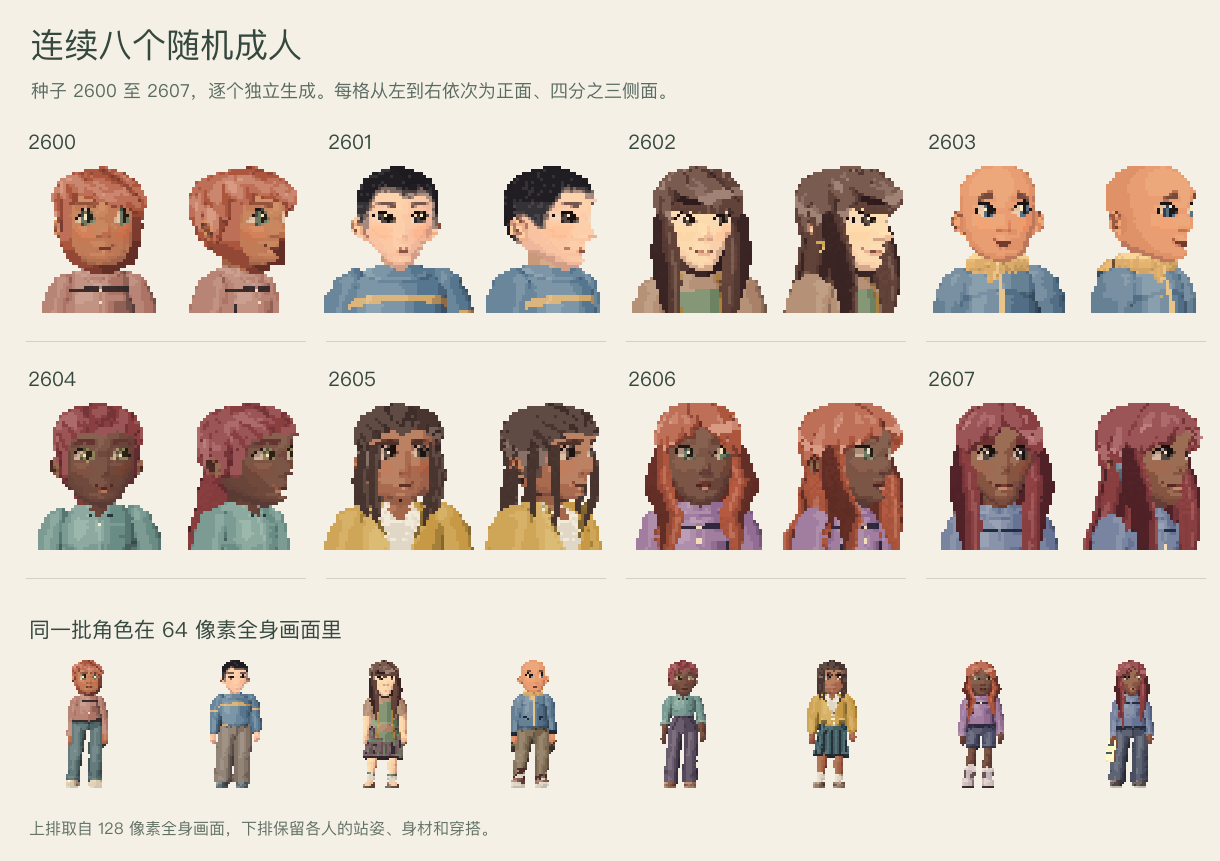 连续八个随机成人
种子 2600 至 2607，逐个独立生成。每格从左到右依次为正面、四分之三侧面。
2600 2601 2602 2603
2604 2605 2606 2607
同一批角色在 64 像素全身画面里
上排取自 128 像素全身画面，下排保留各人的站姿、身材和穿搭。